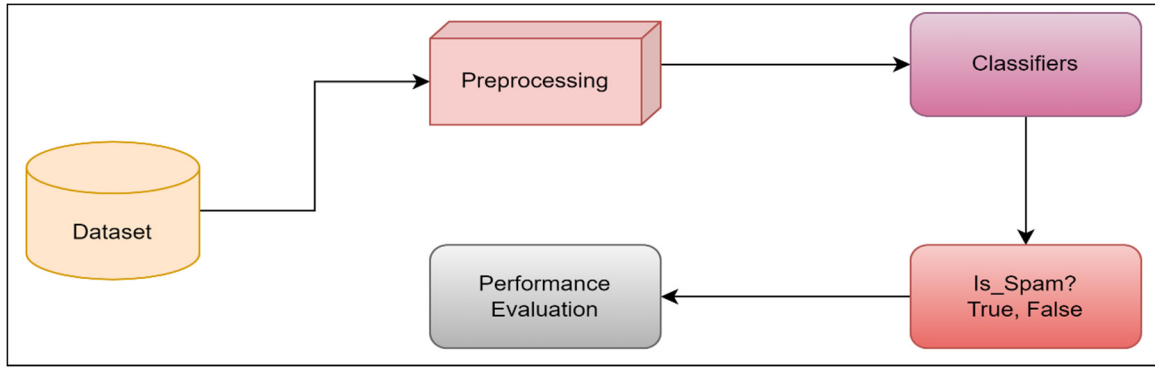 Dataset
Preprocessing
Classifiers
Is_Spam?
True, False
Performance
Evaluation